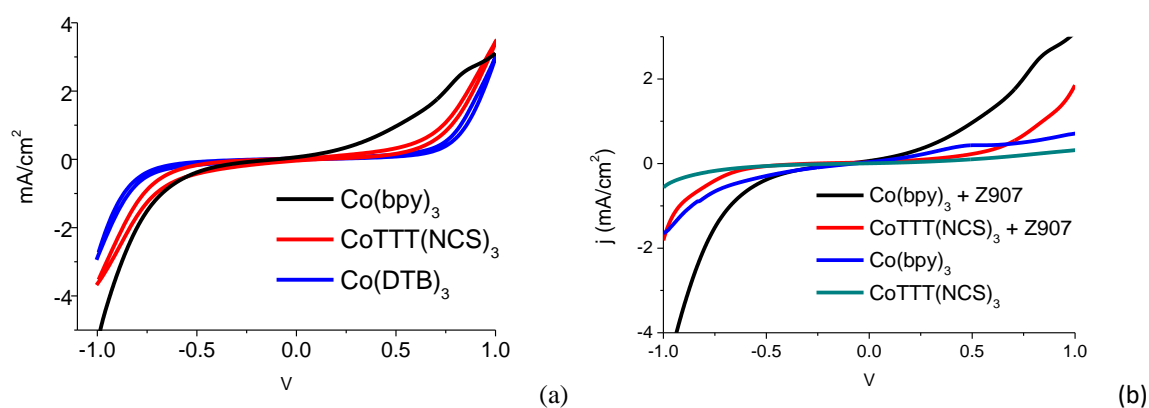 4
2
0
-2
-4
mA/cm²
-1.0 -0.5 0.0 0.5 1.0
V
Co(bpy)₃
CoTTT(NCS)₃
Co(DTB)₃
(a)
2
0
-2
-4
j (mA/cm²)
-1.0 -0.5 0.0 0.5 1.0
V
Co(bpy)₃ + Z907
CoTTT(NCS)₃ + Z907
Co(bpy)₃
CoTTT(NCS)₃
(b)